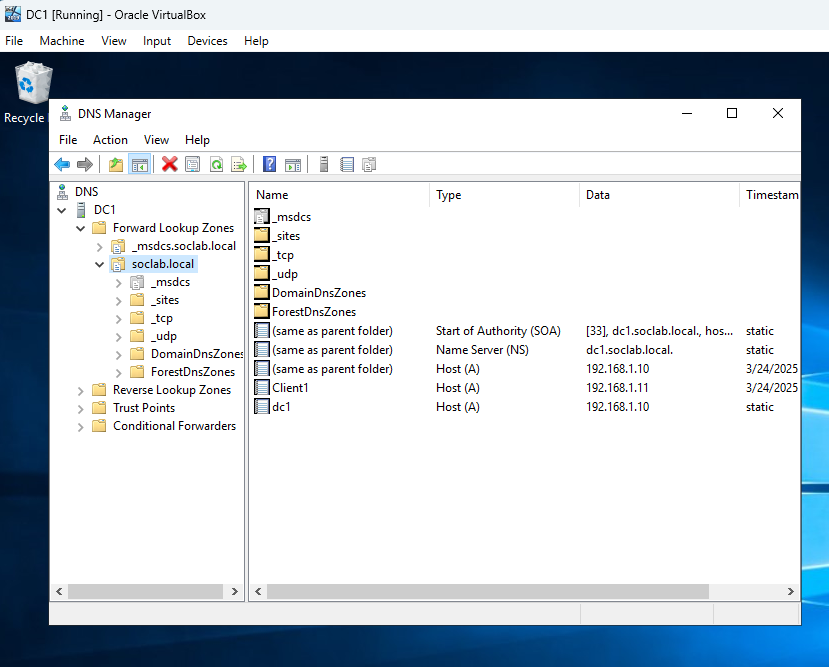 DC1 [Running] - Oracle VirtualBox
File Machine View Input Devices Help
Recycle
DNS Manager
File Action View Help
DNS
DC1
Forward Lookup Zones
_msdcs.soclab.local
soclab.local
_msdcs
_sites
_tcp
_udp
DomainDnsZones
ForestDnsZones
Reverse Lookup Zones
Trust Points
Conditional Forwarders
Name Type Data Timestam
_msdcs
_sites
_tcp
_udp
DomainDnsZones
ForestDnsZones
(same as parent folder) Start of Authority (SOA) [33], dc1.soclab.local., hos... static
(same as parent folder) Name Server (NS) dc1.soclab.local. static
(same as parent folder) Host (A) 192.168.1.10 3/24/2025
Client1 Host (A) 192.168.1.11 3/24/2025
dc1 Host (A) 192.168.1.10 static